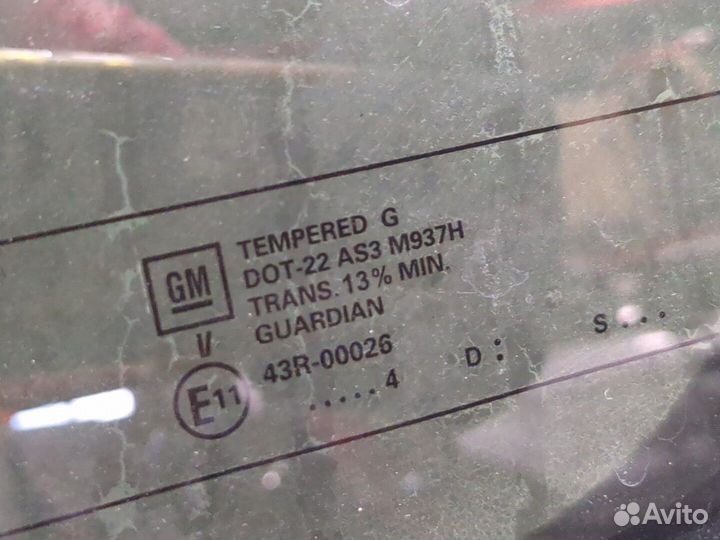 GM
TEMPERED G
DOT-22 AS3 M937H
TRANS. 13% MIN.
GUARDIAN
V
E11
43R-00026
.....4 D: S...
Avito